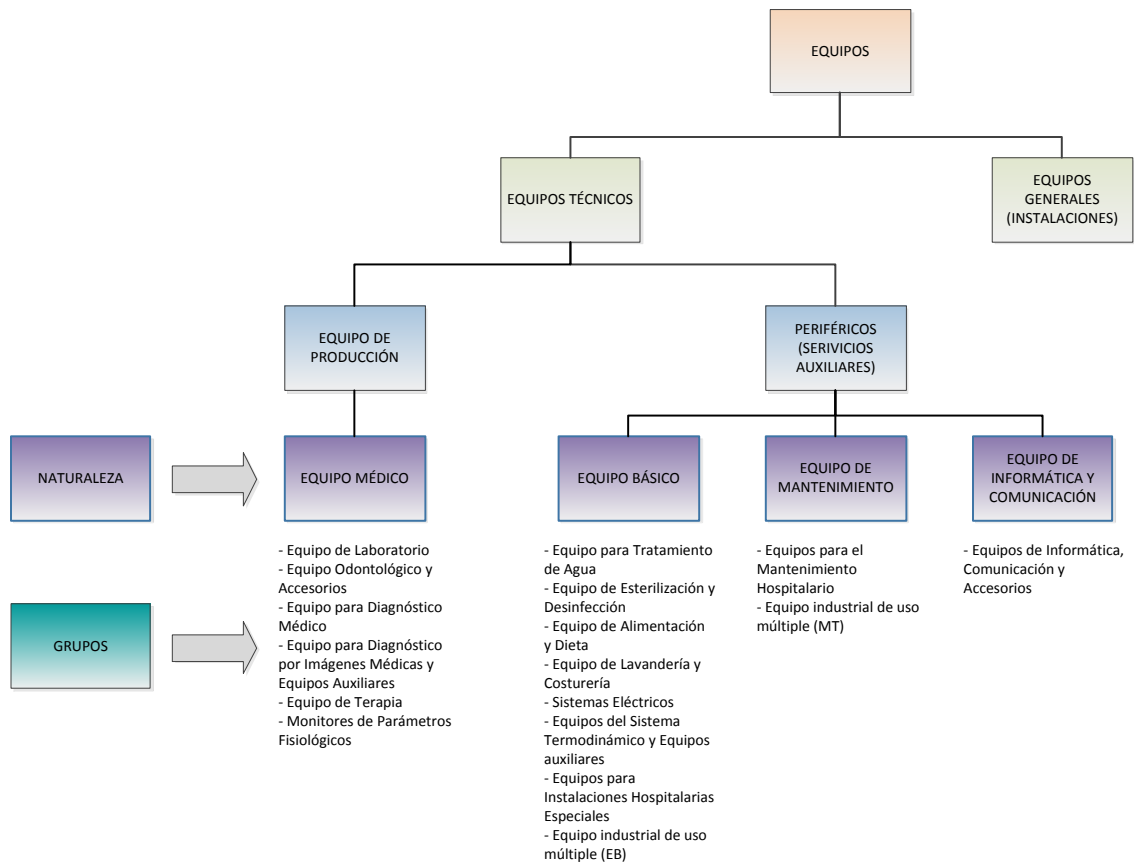 EQUIPOS
EQUIPOS TÉCNICOS
EQUIPOS
GENERALES
(INSTALACIONES)
EQUIPO DE
PRODUCCIÓN
PERIFÉRICOS
(SERIVICIOS
AUXILIARES)
NATURALEZA
EQUIPO MÉDICO
EQUIPO BÁSICO
EQUIPO DE
MANTENIMIENTO
EQUIPO DE
INFORMÁTICA Y
COMUNICACIÓN
GRUPOS
- Equipo de Laboratorio
- Equipo Odontológico y
Accesorios
- Equipo para Diagnóstico
Médico
- Equipo para Diagnóstico
por Imágenes Médicas y
Equipos Auxiliares
- Equipo de Terapia
- Monitores de Parámetros
Fisiológicos
- Equipo para Tratamiento
de Agua
- Equipo de Esterilización y
Desinfección
- Equipo de Alimentación
y Dieta
- Equipo de Lavandería y
Costurería
- Sistemas Eléctricos
- Equipos del Sistema
Termodinámico y Equipos
auxiliares
- Equipos para
Instalaciones Hospitalarias
Especiales
- Equipo industrial de uso
múltiple (EB)
- Equipos para el
Mantenimiento
Hospitalario
- Equipo industrial de uso
múltiple (MT)
- Equipos de Informática,
Comunicación y
Accesorios